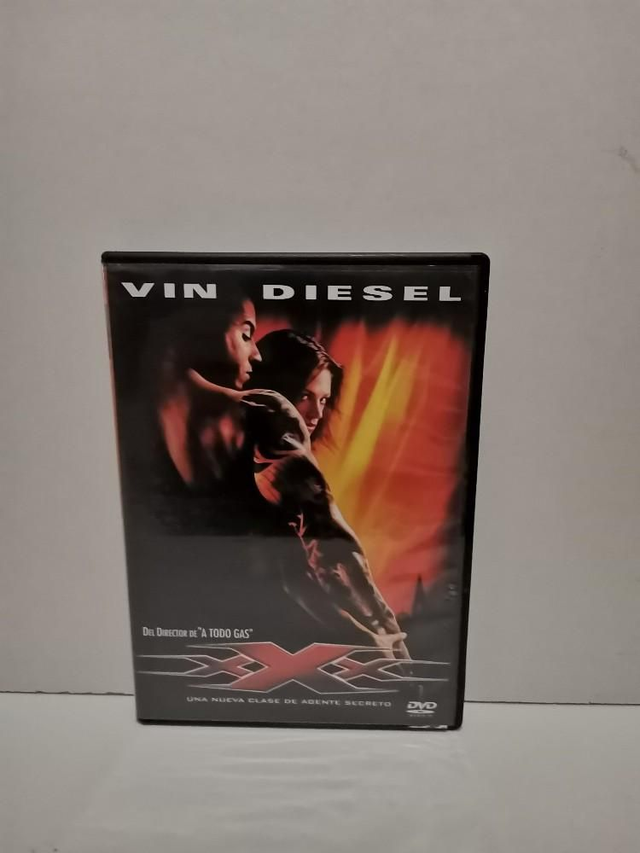 VIN DIESEL
DEL DIRECTOR DE "A TODO GAS"
xXx
UNA NUEVA CLASE DE AGENTE SECRETO
DVD